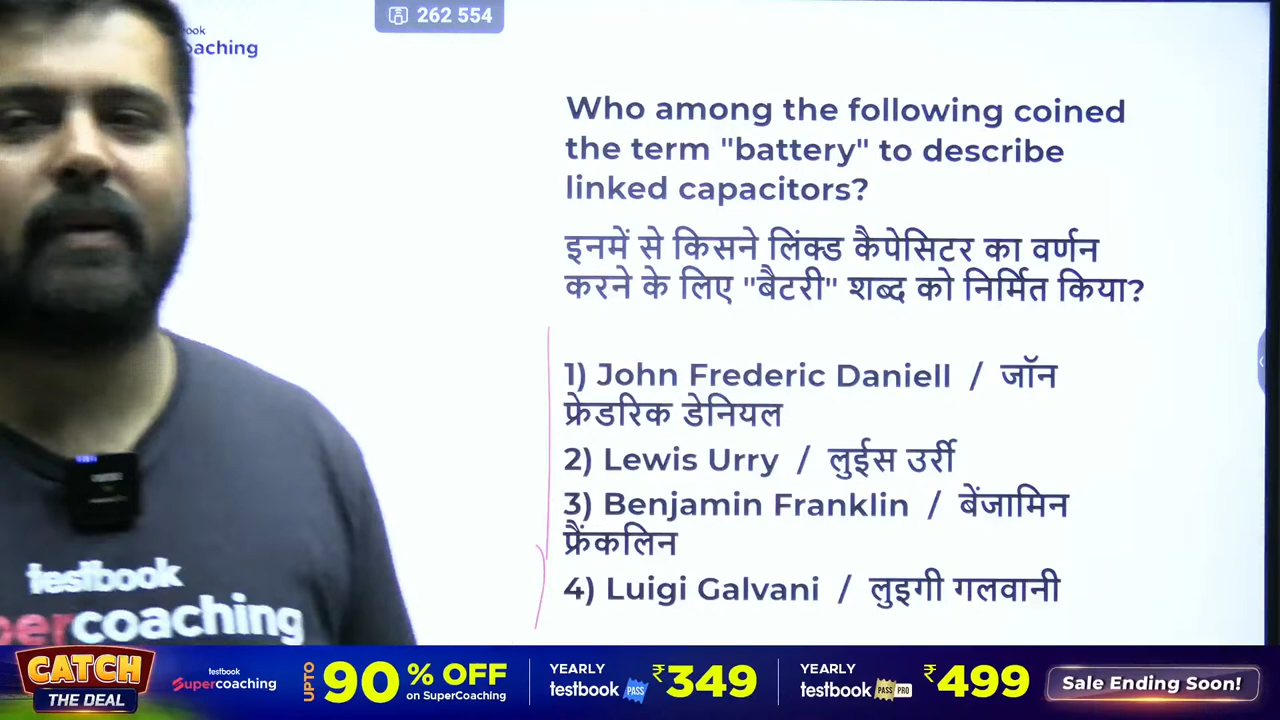 262 554
ook
oaching
Who among the following coined
the term "battery" to describe
linked capacitors?
इनमें से किसने लिंक्ड कैपेसिटर का वर्णन
करने के लिए "बैटरी" शब्द को निर्मित किया?
1) John Frederic Daniell / जॉन
फ्रेडरिक डेनियल
2) Lewis Urry / लुईस उर्री
3) Benjamin Franklin / बेंजामिन
फ्रैंकलिन
4) Luigi Galvani / लुइगी गलवानी
testbook
percoaching
CATCH
THE DEAL
testbook
Supercoaching
UPTO 90 % OFF
on SuperCoaching
YEARLY
testbook PASS
₹349
YEARLY
testbook PASS PRO
₹499
Sale Ending Soon!